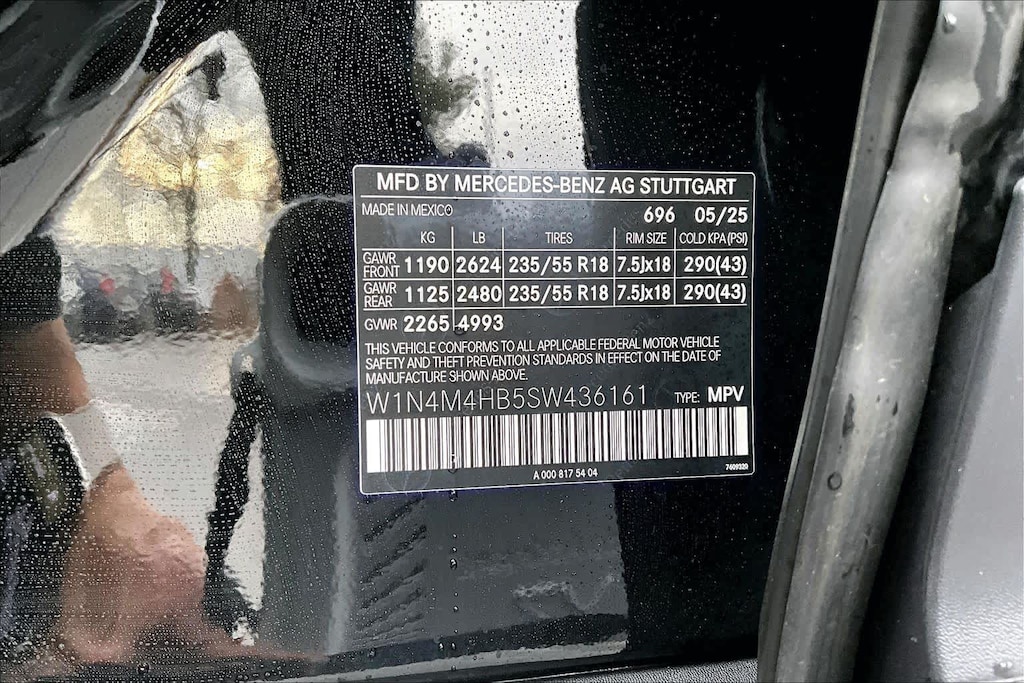 MFD BY MERCEDES-BENZ AG STUTTGART
MADE IN MEXICO 696 05/25
KG LB TIRES RIM SIZE COLD KPA (PSI)
GAWR FRONT 1190 2624 235/55 R18 7.5Jx18 290(43)
GAWR REAR 1125 2480 235/55 R18 7.5Jx18 290(43)
GVWR 2265 4993
THIS VEHICLE CONFORMS TO ALL APPLICABLE FEDERAL MOTOR VEHICLE
SAFETY AND THEFT PREVENTION STANDARDS IN EFFECT ON THE DATE OF
MANUFACTURE SHOWN ABOVE.
W1N4M4HB5SW436161 TYPE: MPV
A 000 817 54 04 7409320